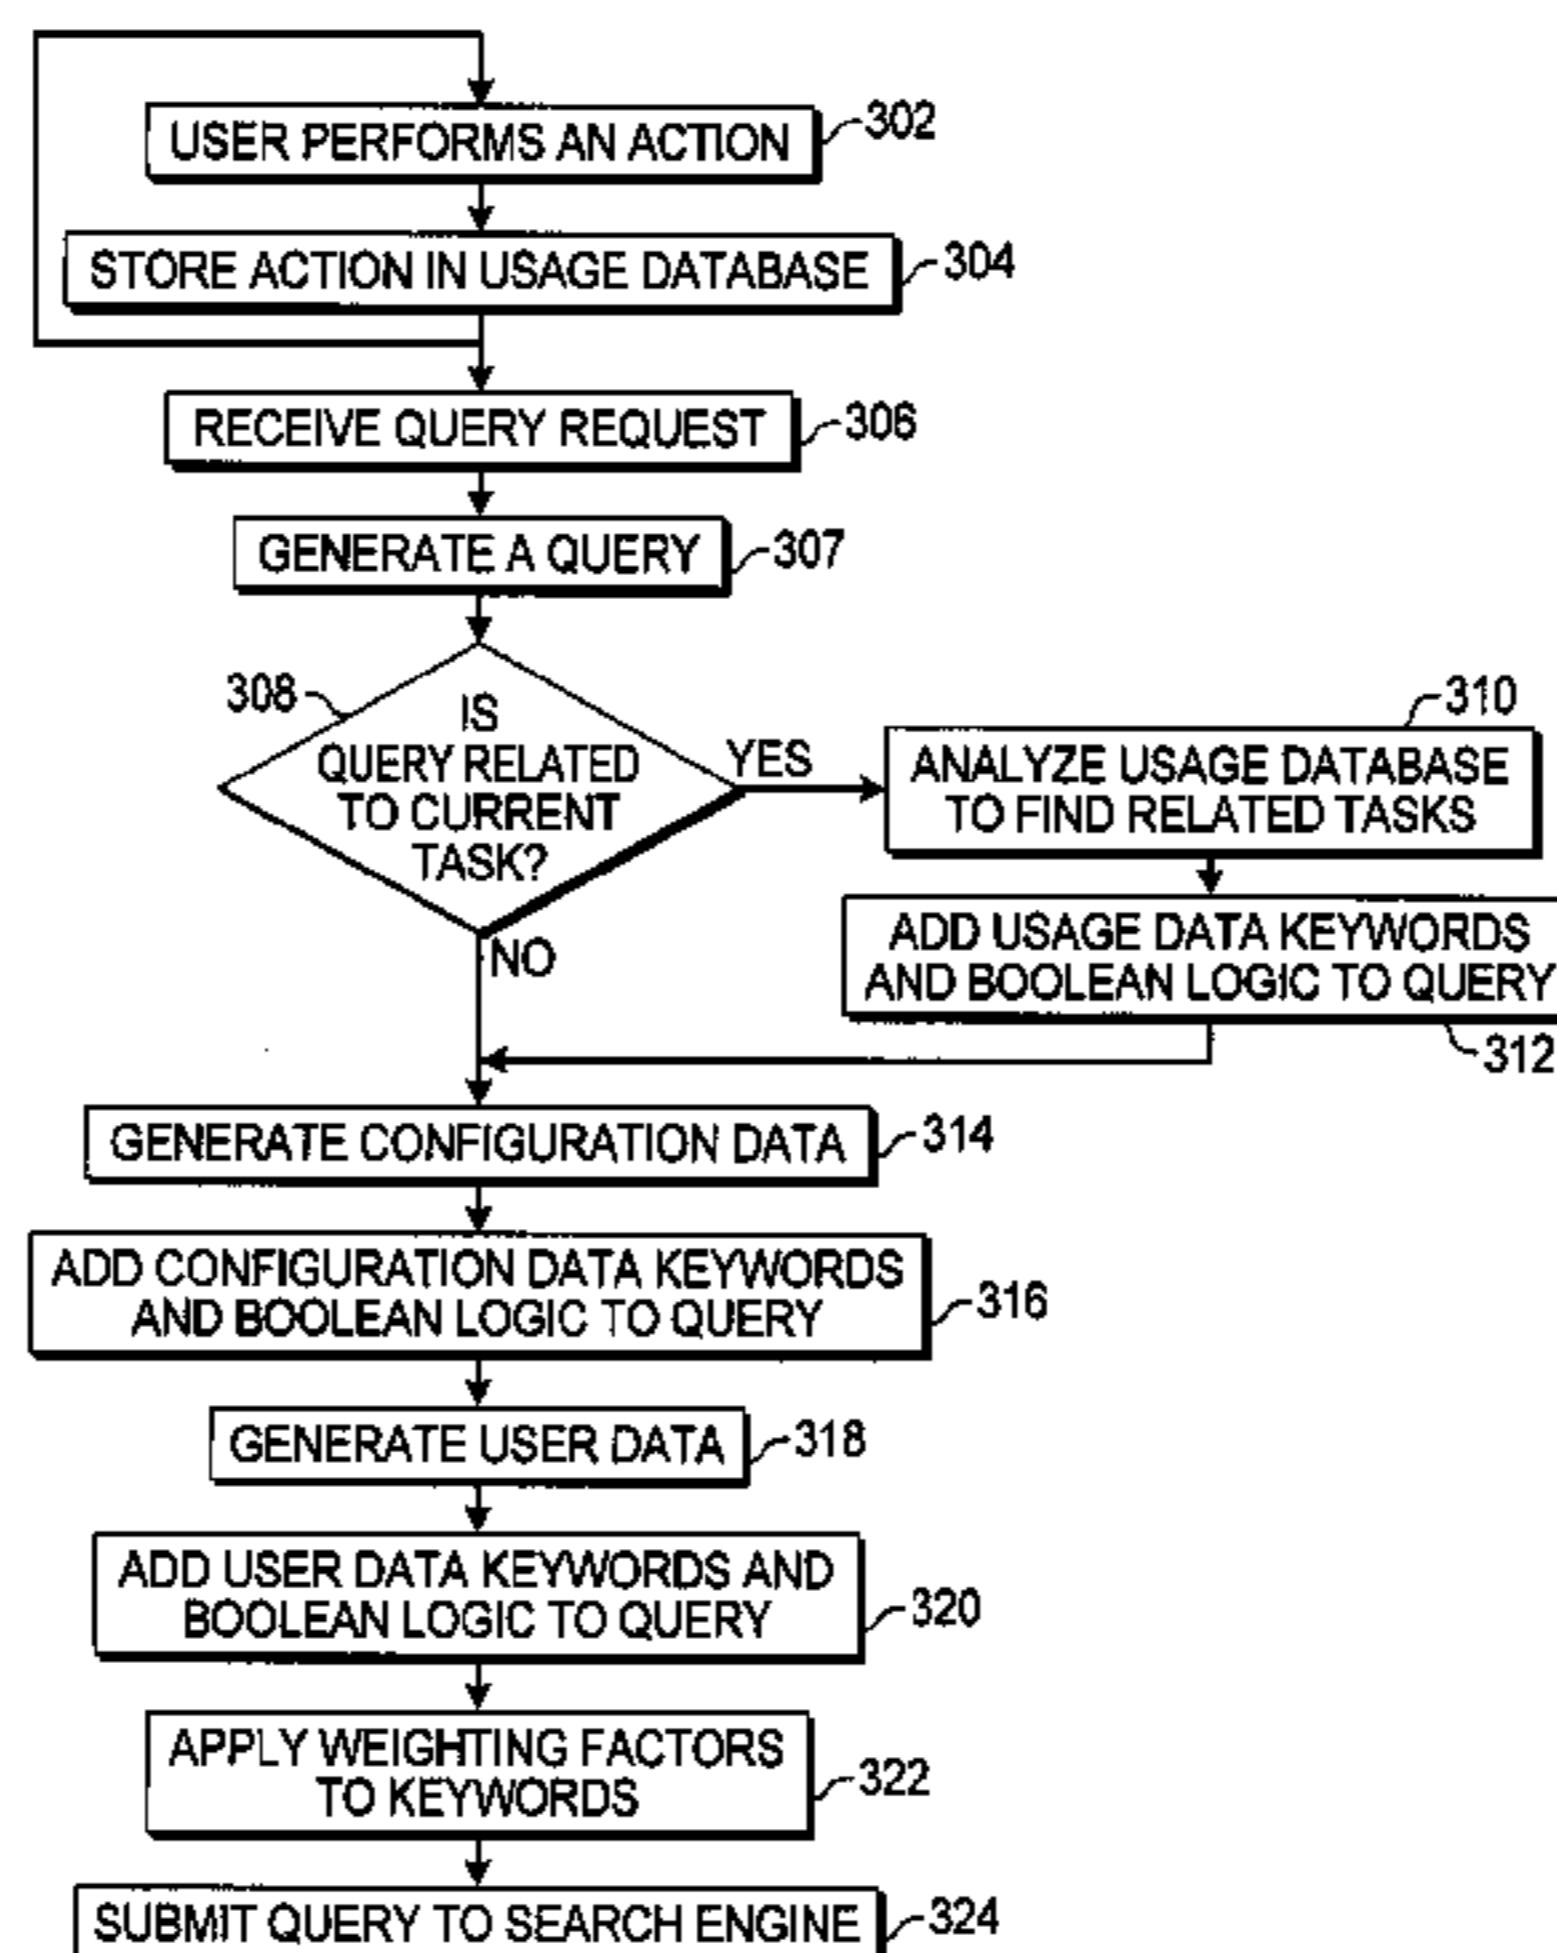 USER PERFORMS AN ACTION
302
STORE ACTION IN USAGE DATABASE
304
RECEIVE QUERY REQUEST
306
GENERATE A QUERY
307
308
IS
QUERY RELATED
TO CURRENT
TASK?
YES
NO
310
ANALYZE USAGE DATABASE
TO FIND RELATED TASKS
ADD USAGE DATA KEYWORDS
AND BOOLEAN LOGIC TO QUERY
312
GENERATE CONFIGURATION DATA
314
ADD CONFIGURATION DATA KEYWORDS
AND BOOLEAN LOGIC TO QUERY
316
GENERATE USER DATA
318
ADD USER DATA KEYWORDS AND
BOOLEAN LOGIC TO QUERY
320
APPLY WEIGHTING FACTORS
TO KEYWORDS
322
SUBMIT QUERY TO SEARCH ENGINE
324